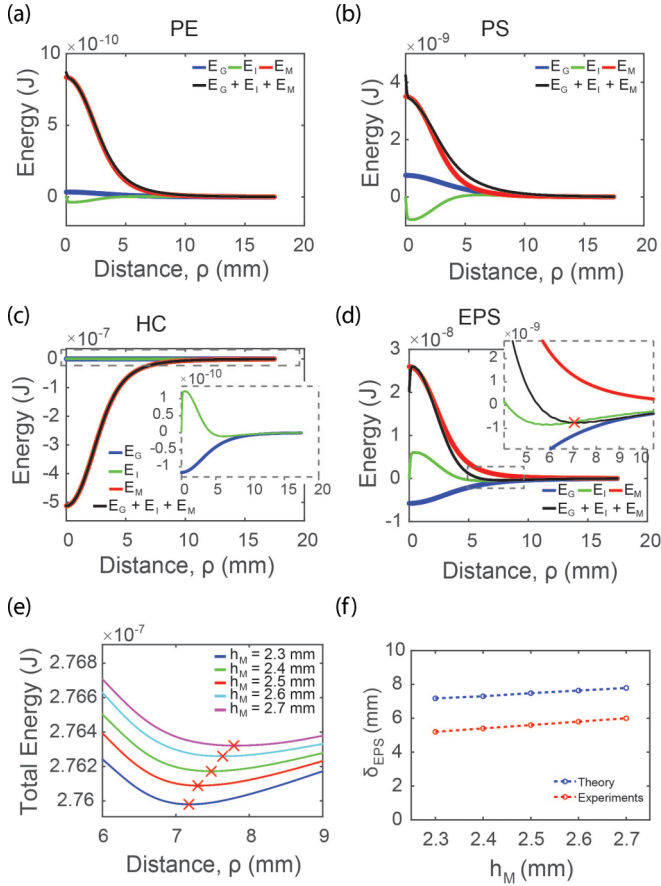 (a) PE
×10⁻¹⁰
10
5
0
Energy (J)
E_G E_I E_M
E_G + E_I + E_M
0 5 10 15 20
Distance, ρ (mm)
(b) PS
×10⁻⁹
4
2
0
Energy (J)
E_G E_I E_M
E_G + E_I + E_M
0 5 10 15 20
Distance, ρ (mm)
(c) HC
×10⁻⁷
0
-1
-2
-3
-4
-5
Energy (J)
×10⁻¹⁰
1
0.5
0
-0.5
-1
0 5 10 15 20
E_G
E_I
E_M
E_G + E_I + E_M
0 5 10 15 20
Distance, ρ (mm)
(d) EPS
×10⁻⁸
3
2
1
0
-1
Energy (J)
×10⁻⁹
1
0
-1
5 6 7 8 9 10
E_G E_I E_M
E_G + E_I + E_M
0 5 10 15 20
Distance, ρ (mm)
(e)
×10⁻⁷
2.768
2.766
2.764
2.762
2.76
Total Energy (J)
h_M = 2.3 mm
h_M = 2.4 mm
h_M = 2.5 mm
h_M = 2.6 mm
h_M = 2.7 mm
6 7 8 9
Distance, ρ (mm)
(f)
10
8
6
4
2
0
δ_EPS (mm)
Theory
Experiments
2.3 2.4 2.5 2.6 2.7
h_M (mm)